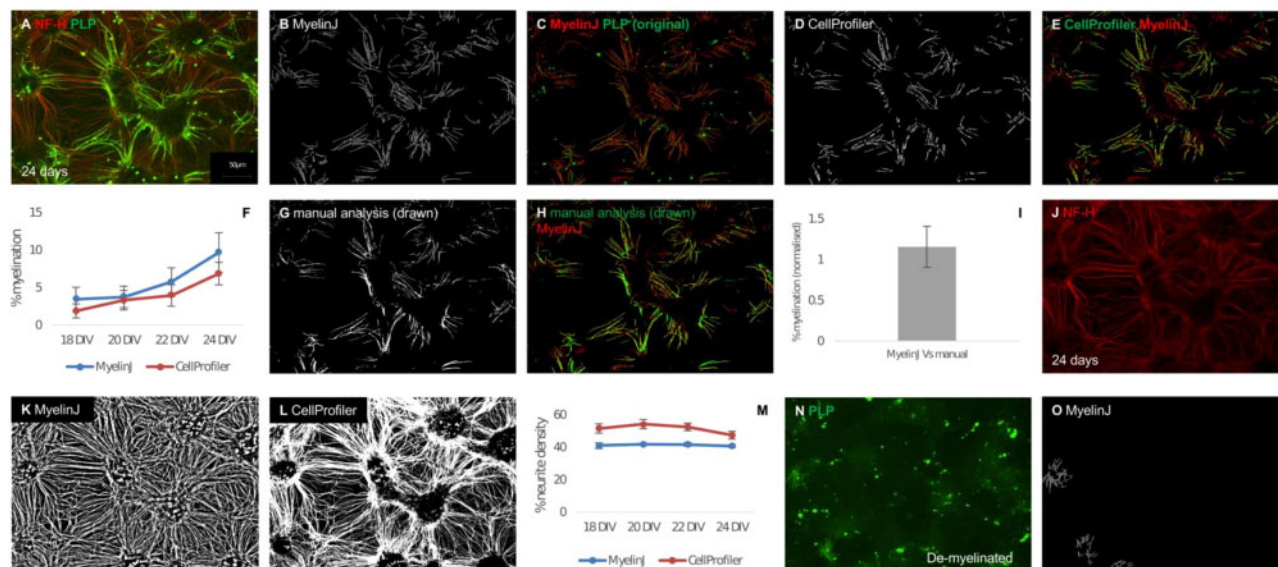 A NF-H PLP
50µm
24 days
B MyelinJ
C MyelinJ PLP (original)
D CellProfiler
E CellProfiler MyelinJ
F
%myelination
15
10
5
0
18 DIV 20 DIV 22 DIV 24 DIV
MyelinJ CellProfiler
G manual analysis (drawn)
H manual analysis (drawn)
MyelinJ
I
%myelination (normalised)
1.5
1
0.5
0
MyelinJ Vs manual
J NF-H
24 days
K MyelinJ
L CellProfiler
M
% neurite density
60
40
20
0
18 DIV 20 DIV 22 DIV 24 DIV
MyelinJ CellProfiler
N PLP
De-myelinated
O MyelinJ